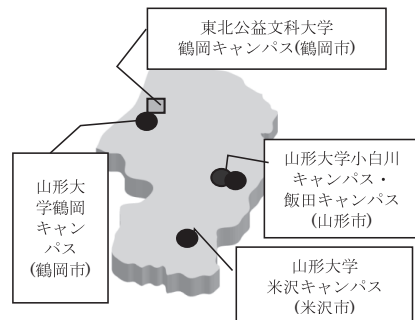 東北公益文科大学
鶴岡キャンパス(鶴岡市)
山形大学小白川
キャンパス・
飯田キャンパス
(山形市)
山形大
学鶴岡
キャン
パス
(鶴岡市)
山形大学
米沢キャンパス
(米沢市)